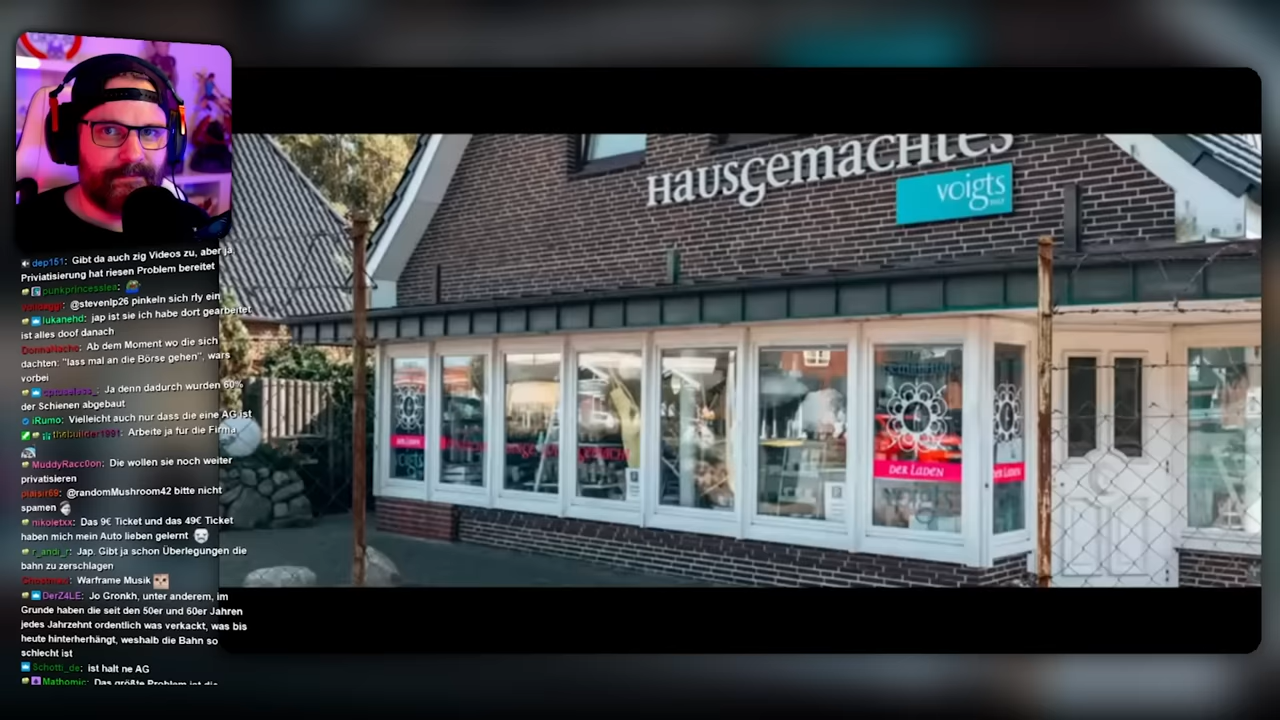 HAUSGEMACHTES
voigts
DER LADEN
DER LADEN
dep151: Gibt da auch zig Videos zu, aber ja
Priviatisierung hat riesen Problem bereitet
punkprincesslea:
@stevenlp26 pinkeln sich rly ein
lukanehd: jap ist sie ich habe dort gearbeitet
ist alles doof danach
DonnaNacho: Ab dem Moment wo die sich
dachten: "lass mal an die Börse gehen", wars
vorbei
Ja denn dadurch wurden 60%
der Schienen abgebaut
iRumo: Vielleicht auch nur dass die eine AG ist
thebuilder1991: Arbeite ja für die Firma
MuddyRacc0on: Die wollen sie noch weiter
privatisieren
plaisir69: @randomMushroom42 bitte nicht
spamen
nikoletxx: Das 9€ Ticket und das 49€ Ticket
haben mich mein Auto lieben gelernt
r_andi_r: Jap. Gibt ja schon Überlegungen die
bahn zu zerschlagen
Warframe Musik
DerZ4LE: Jo Gronkh, unter anderem, im
Grunde haben die seit den 50er und 60er Jahren
jedes Jahrzehnt ordentlich was verkackt, was bis
heute hinterherhängt, weshalb die Bahn so
schlecht ist
Schotti_de: ist halt ne AG
Mathomic: Das größte Problem ist die